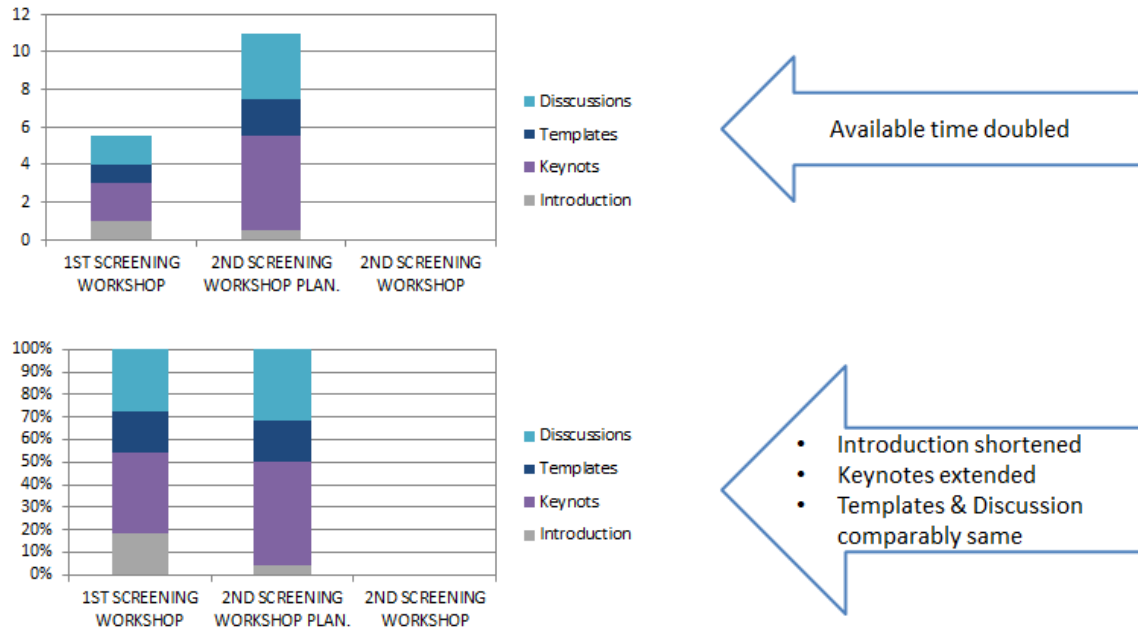 12
10
8
6
4
2
0
1ST SCREENING
WORKSHOP
2ND SCREENING
WORKSHOP PLAN.
2ND SCREENING
WORKSHOP
Disscussions
Templates
Keynots
Introduction
Available time doubled
100%
90%
80%
70%
60%
50%
40%
30%
20%
10%
0%
1ST SCREENING
WORKSHOP
2ND SCREENING
WORKSHOP PLAN.
2ND SCREENING
WORKSHOP
Disscussions
Templates
Keynots
Introduction
• Introduction shortened
• Keynotes extended
• Templates & Discussion
comparably same